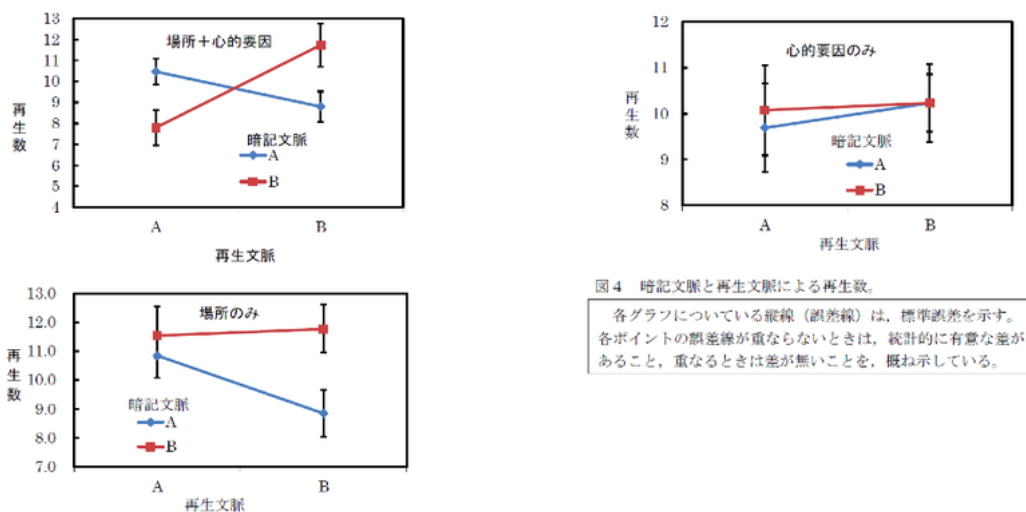 13
12
11
10
9
8
7
6
5
4
再生数
場所＋心的要因
暗記文脈
A
B
A
B
再生文脈
12
11
10
9
8
再生数
心的要因のみ
暗記文脈
A
B
A
B
再生文脈
13.0
12.0
11.0
10.0
9.0
8.0
7.0
再生数
場所のみ
暗記文脈
A
B
A
B
再生文脈
図4　暗記文脈と再生文脈による再生数。
各グラフについている縦線（誤差線）は，標準誤差を示す。
各ポイントの誤差線が重ならないときは，統計的に有意な差が
あること，重なるときは差が無いことを，概ね示している。